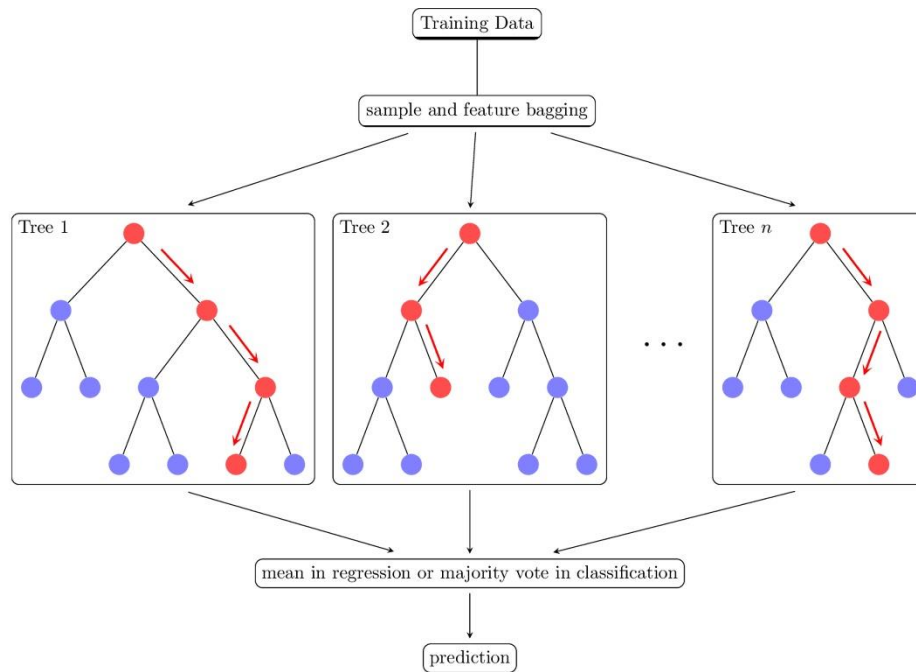 Training Data
sample and feature bagging
Tree 1
Tree 2
Tree n
. . .
mean in regression or majority vote in classification
prediction